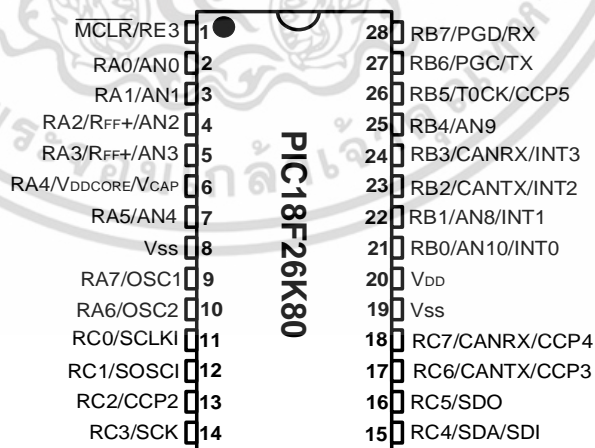 MCLR/RE3 1 28 RB7/PGD/RX
RA0/AN0 2 27 RB6/PGC/TX
RA1/AN1 3 26 RB5/T0CK/CCP5
RA2/RFF+/AN2 4 25 RB4/AN9
RA3/RFF+/AN3 5 24 RB3/CANRX/INT3
RA4/VDDCORE/VCAP 6 23 RB2/CANTX/INT2
RA5/AN4 7 22 RB1/AN8/INT1
Vss 8 21 RB0/AN10/INT0
RA7/OSC1 9 20 VDD
RA6/OSC2 10 19 Vss
RC0/SCLKI 11 18 RC7/CANRX/CCP4
RC1/SOSCI 12 17 RC6/CANTX/CCP3
RC2/CCP2 13 16 RC5/SDO
RC3/SCK 14 15 RC4/SDA/SDI
PIC18F26K80